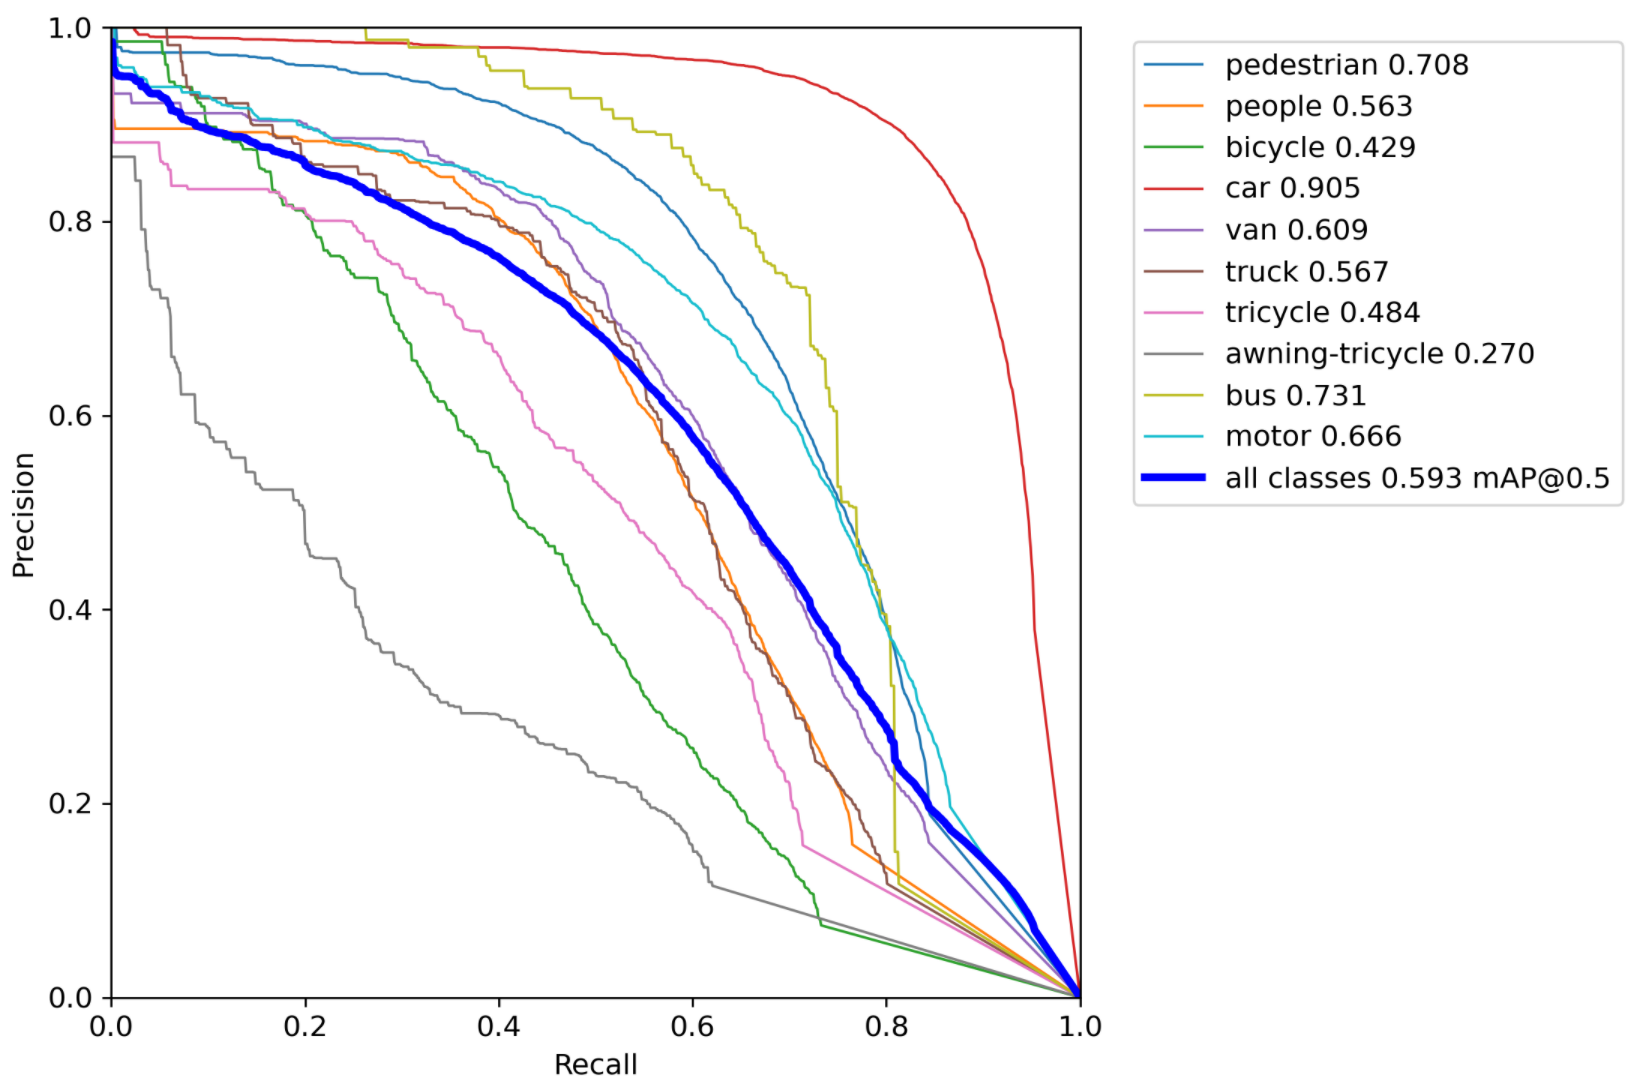 1.0
0.8
0.6
0.4
0.2
0.0
Precision
0.0 0.2 0.4 0.6 0.8 1.0
Recall
pedestrian 0.708
people 0.563
bicycle 0.429
car 0.905
van 0.609
truck 0.567
tricycle 0.484
awning-tricycle 0.270
bus 0.731
motor 0.666
all classes 0.593 mAP@0.5